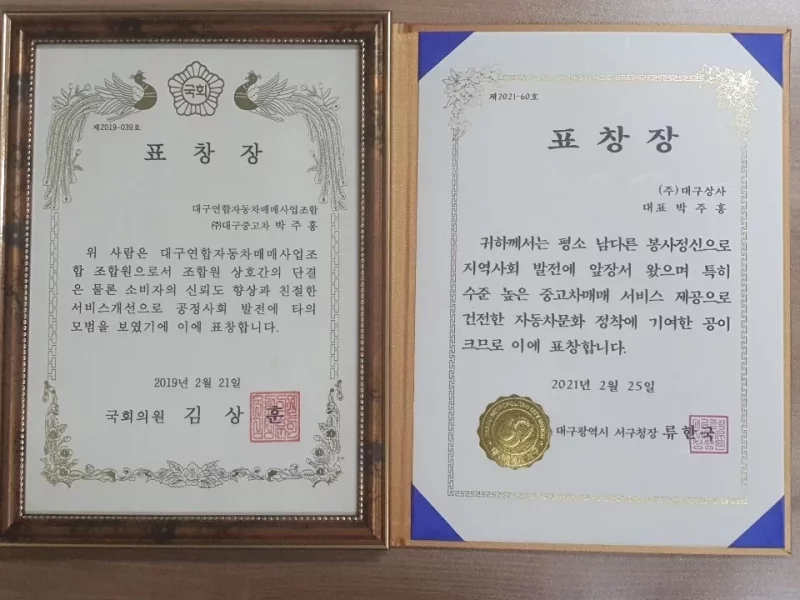 국회
제2019-039호
표 창 장
대구연합자동차매매사업조합
㈜대구중고차 박 주 홍
위 사람은 대구연합자동차매매사업조
합 조합원으로서 조합원 상호간의 단결
은 물론 소비자의 신뢰도 향상과 친절한
서비스개선으로 공정사회 발전에 타의
모범을 보였기에 이에 표창합니다.
2019년 2월 21일
국회의원 김 상 훈
제2021-60호
표 창 장
(주)대구상사
대표 박 주 홍
귀하께서는 평소 남다른 봉사정신으로
지역사회 발전에 앞장서 왔으며 특히
수준 높은 중고차매매 서비스 제공으로
건전한 자동차문화 정착에 기여한 공이
크므로 이에 표창합니다.
2021년 2월 25일
대구광역시 서구청장 류한국